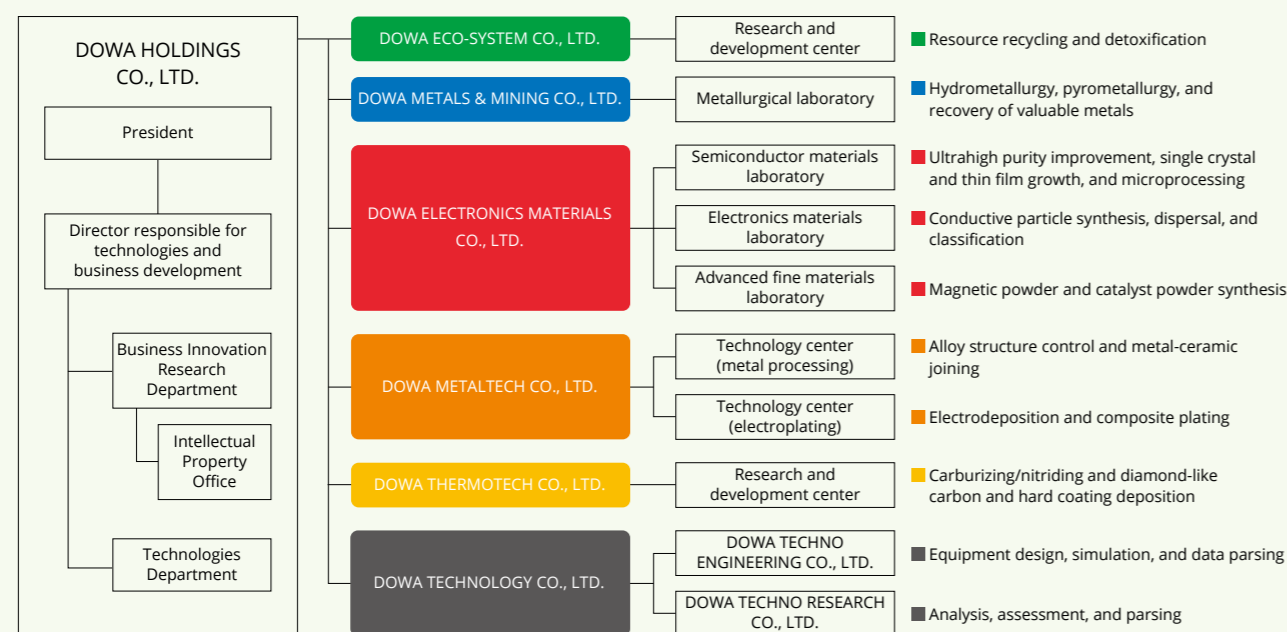 DOWA HOLDINGS
CO., LTD.
President
Director responsible for
technologies and
business development
Business Innovation
Research
Department
Intellectual
Property
Office
Technologies
Department
DOWA ECO-SYSTEM CO., LTD.
Research and
development center
Resource recycling and detoxification
DOWA METALS & MINING CO., LTD.
Metallurgical laboratory
Hydrometallurgy, pyrometallurgy, and
recovery of valuable metals
DOWA ELECTRONICS MATERIALS
CO., LTD.
Semiconductor materials
laboratory
Ultrahigh purity improvement, single crystal
and thin film growth, and microprocessing
Electronics materials
laboratory
Conductive particle synthesis, dispersal, and
classification
Advanced fine materials
laboratory
Magnetic powder and catalyst powder synthesis
DOWA METALTECH CO., LTD.
Technology center
(metal processing)
Alloy structure control and metal-ceramic
joining
Technology center
(electroplating)
Electrodeposition and composite plating
DOWA THERMOTECH CO., LTD.
Research and
development center
Carburizing/nitriding and diamond-like
carbon and hard coating deposition
DOWA TECHNOLOGY CO., LTD.
DOWA TECHNO
ENGINEERING CO., LTD.
Equipment design, simulation, and data parsing
DOWA TECHNO RESEARCH
CO., LTD.
Analysis, assessment, and parsing